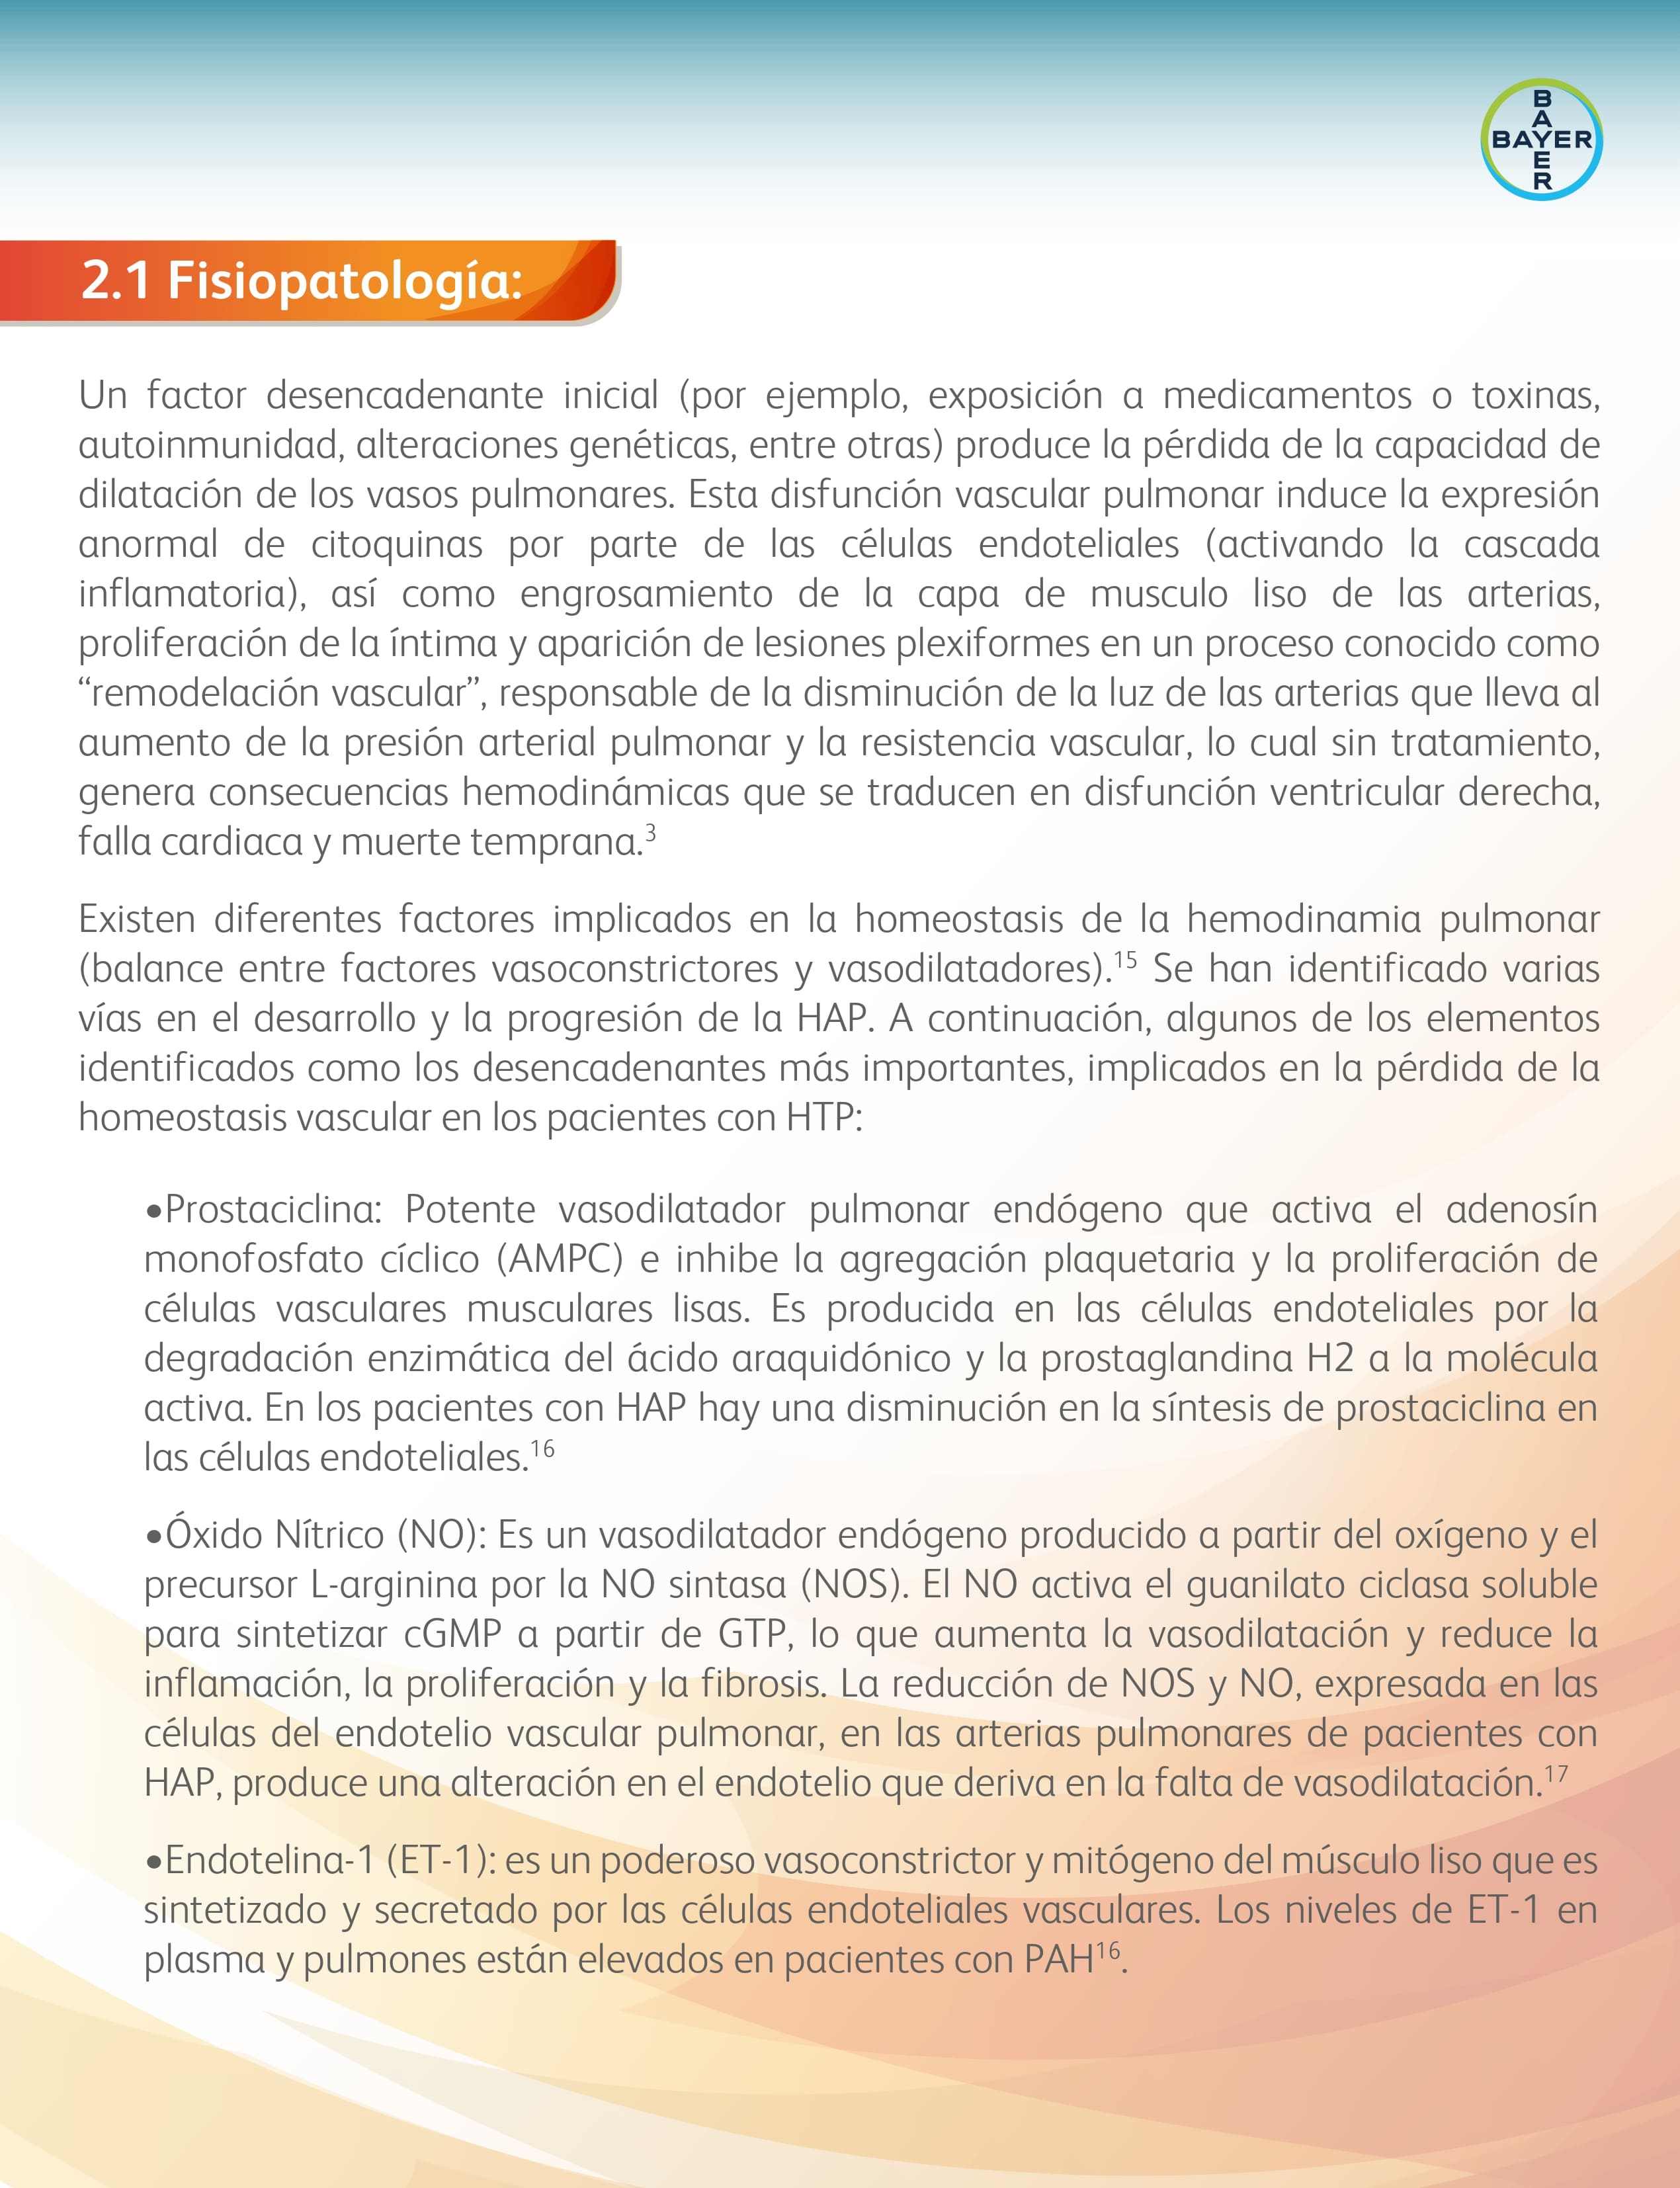 BAYER
BAYER
2.1 Fisiopatología:
Un factor desencadenante inicial (por ejemplo, exposición a medicamentos o toxinas,
autoinmunidad, alteraciones genéticas, entre otras) produce la pérdida de la capacidad de
dilatación de los vasos pulmonares. Esta disfunción vascular pulmonar induce la expresión
anormal de citoquinas por parte de las células endoteliales (activando la cascada
inflamatoria), así como engrosamiento de la capa de musculo liso de las arterias,
proliferación de la íntima y aparición de lesiones plexiformes en un proceso conocido como
“remodelación vascular”, responsable de la disminución de la luz de las arterias que lleva al
aumento de la presión arterial pulmonar y la resistencia vascular, lo cual sin tratamiento,
genera consecuencias hemodinámicas que se traducen en disfunción ventricular derecha,
falla cardiaca y muerte temprana.³
Existen diferentes factores implicados en la homeostasis de la hemodinamia pulmonar
(balance entre factores vasoconstrictores y vasodilatadores).¹⁵ Se han identificado varias
vías en el desarrollo y la progresión de la HAP. A continuación, algunos de los elementos
identificados como los desencadenantes más importantes, implicados en la pérdida de la
homeostasis vascular en los pacientes con HTP:
•Prostaciclina: Potente vasodilatador pulmonar endógeno que activa el adenosín
monofosfato cíclico (AMPC) e inhibe la agregación plaquetaria y la proliferación de
células vasculares musculares lisas. Es producida en las células endoteliales por la
degradación enzimática del ácido araquidónico y la prostaglandina H2 a la molécula
activa. En los pacientes con HAP hay una disminución en la síntesis de prostaciclina en
las células endoteliales.¹⁶
•Óxido Nítrico (NO): Es un vasodilatador endógeno producido a partir del oxígeno y el
precursor L-arginina por la NO sintasa (NOS). El NO activa el guanilato ciclasa soluble
para sintetizar cGMP a partir de GTP, lo que aumenta la vasodilatación y reduce la
inflamación, la proliferación y la fibrosis. La reducción de NOS y NO, expresada en las
células del endotelio vascular pulmonar, en las arterias pulmonares de pacientes con
HAP, produce una alteración en el endotelio que deriva en la falta de vasodilatación.¹⁷
•Endotelina-1 (ET-1): es un poderoso vasoconstrictor y mitógeno del músculo liso que es
sintetizado y secretado por las células endoteliales vasculares. Los niveles de ET-1 en
plasma y pulmones están elevados en pacientes con PAH¹⁶.